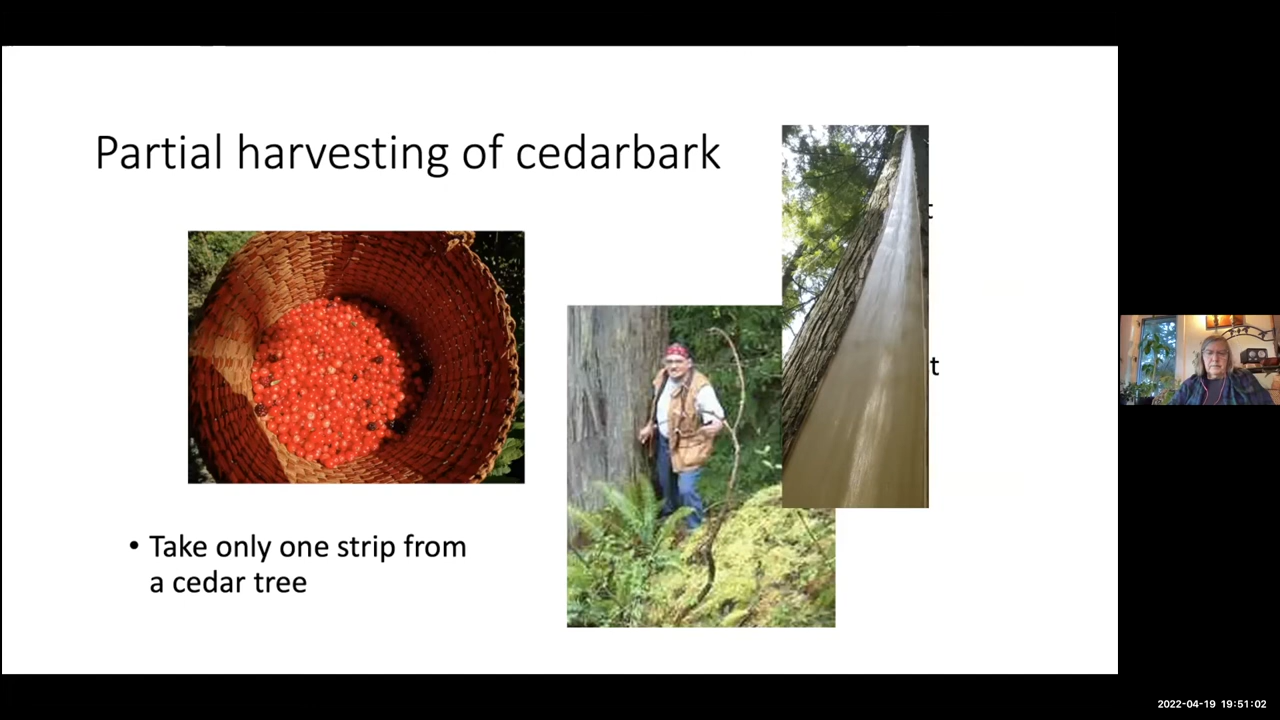 Partial harvesting of cedarbark
t
t
• Take only one strip from
a cedar tree
2022-04-19 19:51:02